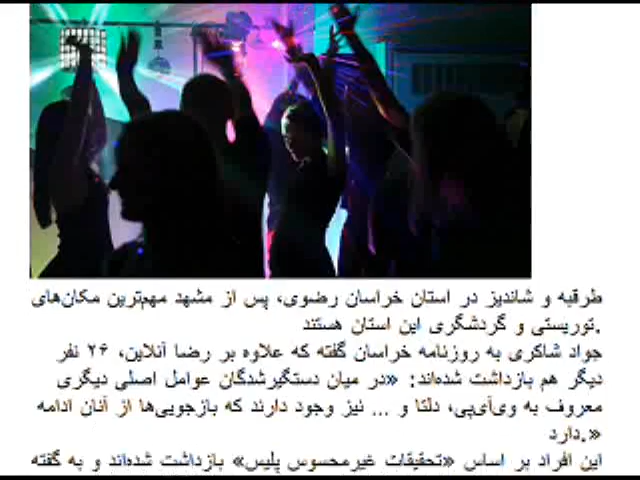 طرقبه و شاندیز در استان خراسان رضوی، پس از مشهد مهم‌ترین مکان‌های
توریستی و گردشگری این استان هستند.
جواد شاکری به روزنامه خراسان گفته که علاوه بر رضا آنلاین، ۲۶ نفر
دیگر هم بازداشت شده‌اند: «در میان دستگیرشدگان عوامل اصلی دیگری
معروف به وی‌آی‌پی، دلتا و ... نیز وجود دارند که بازجویی‌ها از آنان ادامه
دارد.»
این افراد بر اساس «تحقیقات غیرمحسوس پلیس» بازداشت شده‌اند و به گفته